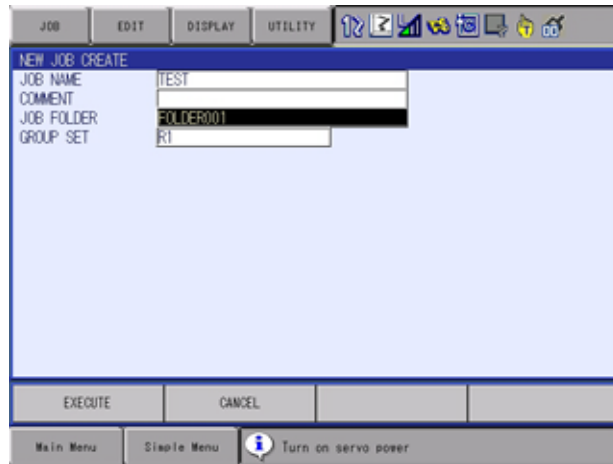 JOB EDIT DISPLAY UTILITY
NEW JOB CREATE
JOB NAME TEST
COMMENT
JOB FOLDER FOLDER001
GROUP SET R1
EXECUTE CANCEL
Main Menu Simple Menu Turn on servo power